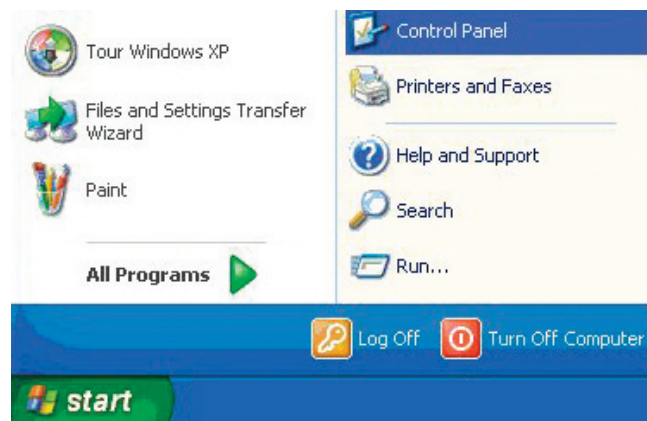 Tour Windows XP
Files and Settings Transfer
Wizard
Paint
All Programs
Control Panel
Printers and Faxes
Help and Support
Search
Run...
Log Off
Turn Off Computer
start